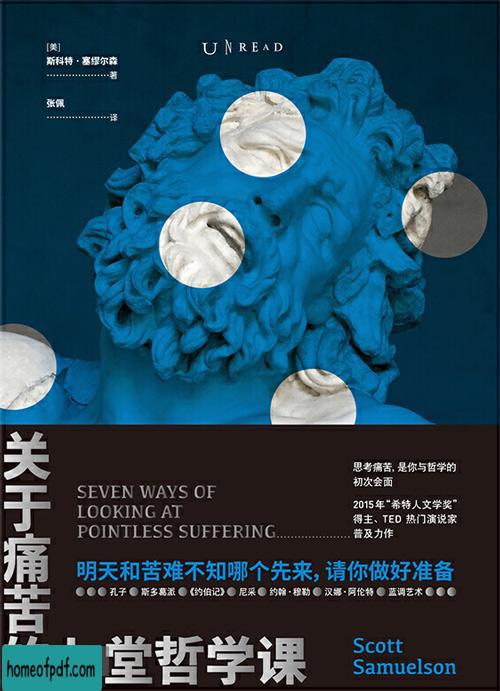 [美]
斯科特·塞缪尔森
著
张佩
译
UNREAD
思考痛苦,是你与哲学的
初次会面
2015年“希特人文学奖”
得主、TED 热门演说家
普及力作
SEVEN WAYS OF
LOOKING AT
POINTLESS SUFFERING
明天和苦难不知哪个先来,请你做好准备
孔子 ● 斯多葛派 ● 《约伯记》 ● 尼采 ● 约翰·穆勒 ● 汉娜·阿伦特 ● 蓝调艺术
关于痛苦
堂哲学课
Scott
Samuelson
homeofpdf.com